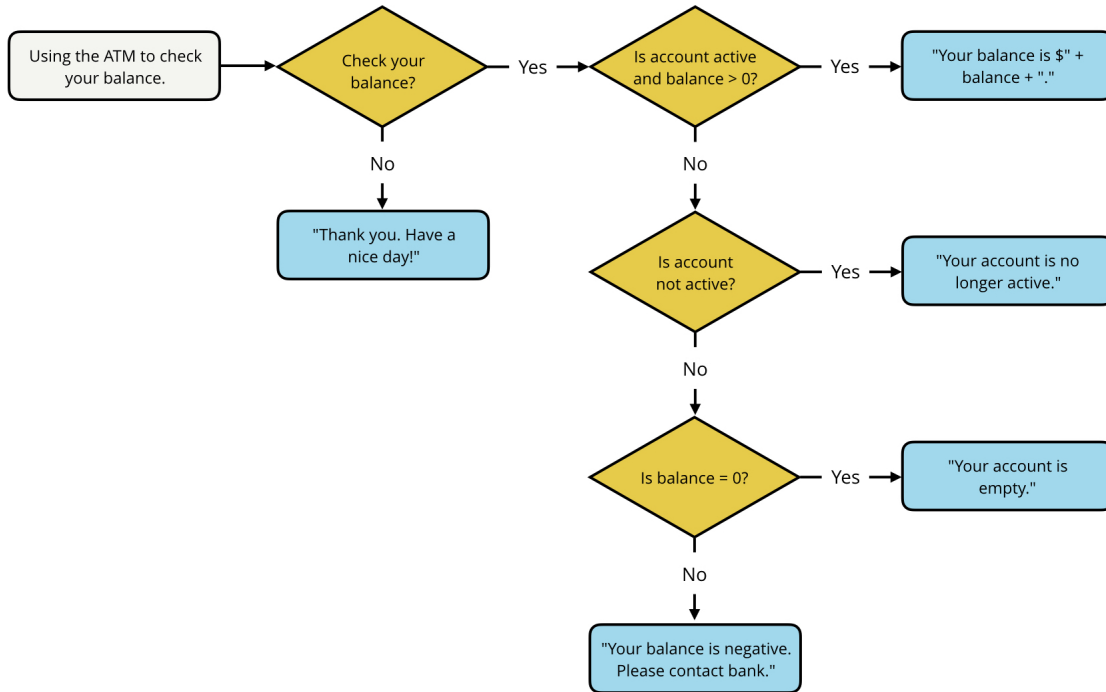 Using the ATM to check
your balance.
Check your
balance?
Yes
Is account active
and balance > 0?
Yes
"Your balance is $" +
balance + "."
No
"Thank you. Have a
nice day!"
No
Is account
not active?
Yes
"Your account is no
longer active."
No
Is balance = 0?
Yes
"Your account is
empty."
No
"Your balance is negative.
Please contact bank."